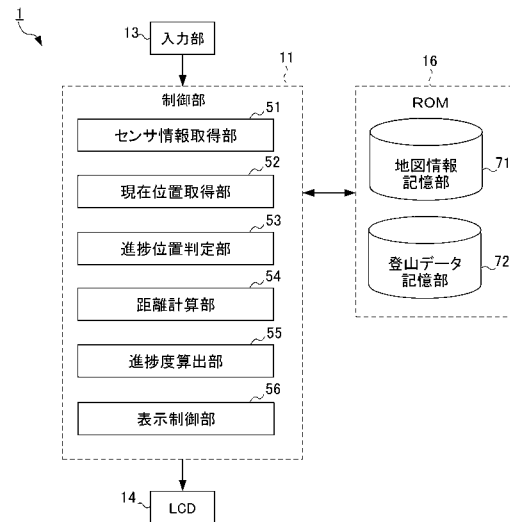 1
13
入力部
11
制御部
51
センサ情報取得部
52
現在位置取得部
53
進捗位置判定部
54
距離計算部
55
進捗度算出部
56
表示制御部
14
LCD
16
ROM
地図情報
記憶部
71
登山データ
記憶部
72